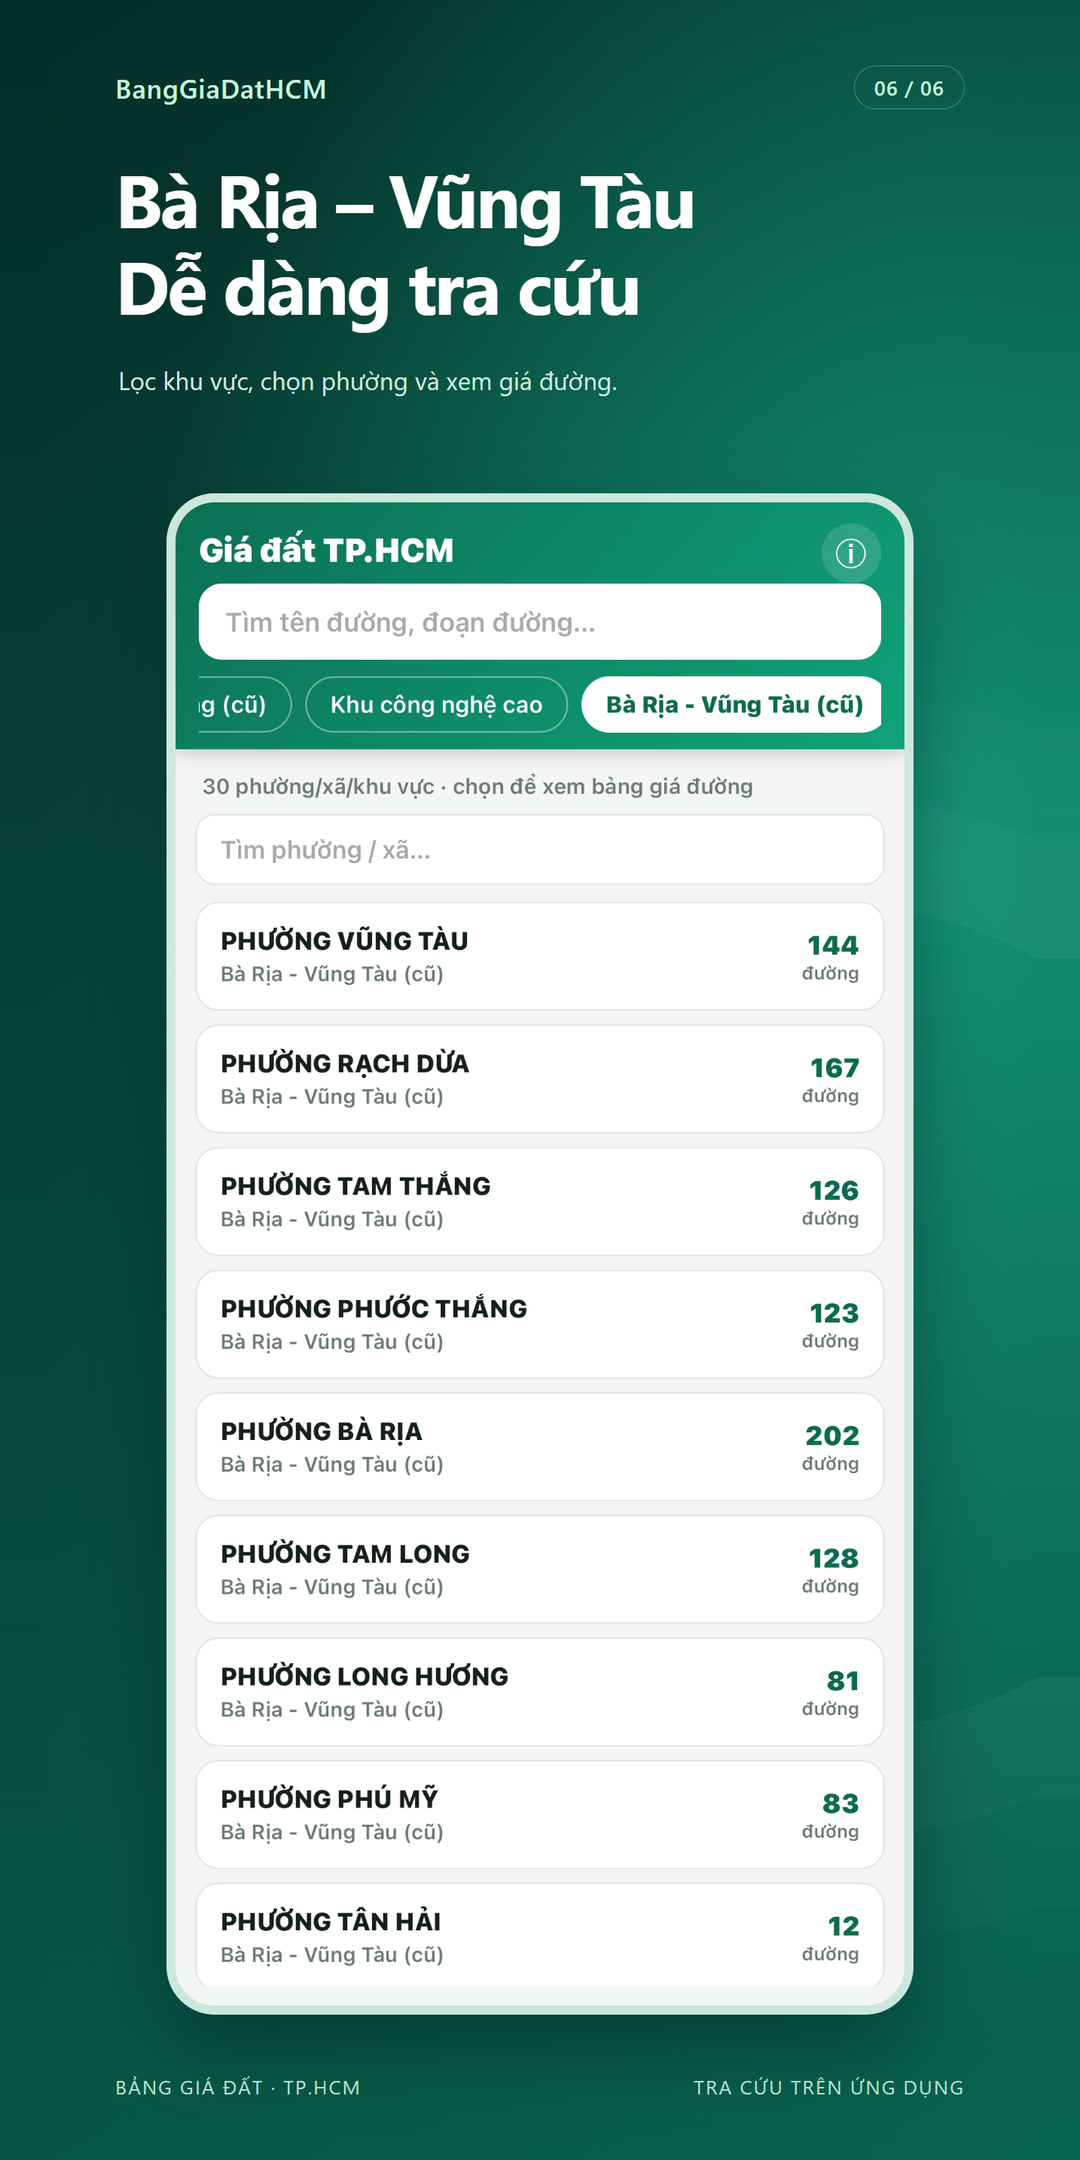 BangGiaDatHCM
06 / 06
Bà Rịa – Vũng Tàu
Dễ dàng tra cứu
Lọc khu vực, chọn phường và xem giá đường.
Giá đất TP.HCM
Tìm tên đường, đoạn đường...
g (cũ)
Khu công nghệ cao
Bà Rịa - Vũng Tàu (cũ)
30 phường/xã/khu vực · chọn để xem bảng giá đường
Tìm phường / xã...
PHƯỜNG VŨNG TÀU
144
Bà Rịa - Vũng Tàu (cũ)
đường
PHƯỜNG RẠCH DỪA
167
Bà Rịa - Vũng Tàu (cũ)
đường
PHƯỜNG TAM THẮNG
126
Bà Rịa - Vũng Tàu (cũ)
đường
PHƯỜNG PHƯỚC THẮNG
123
Bà Rịa - Vũng Tàu (cũ)
đường
PHƯỜNG BÀ RỊA
202
Bà Rịa - Vũng Tàu (cũ)
đường
PHƯỜNG TAM LONG
128
Bà Rịa - Vũng Tàu (cũ)
đường
PHƯỜNG LONG HƯƠNG
81
Bà Rịa - Vũng Tàu (cũ)
đường
PHƯỜNG PHÚ MỸ
83
Bà Rịa - Vũng Tàu (cũ)
đường
PHƯỜNG TÂN HẢI
12
Bà Rịa - Vũng Tàu (cũ)
đường
BẢNG GIÁ ĐẤT · TP.HCM
TRA CỨU TRÊN ỨNG DỤNG